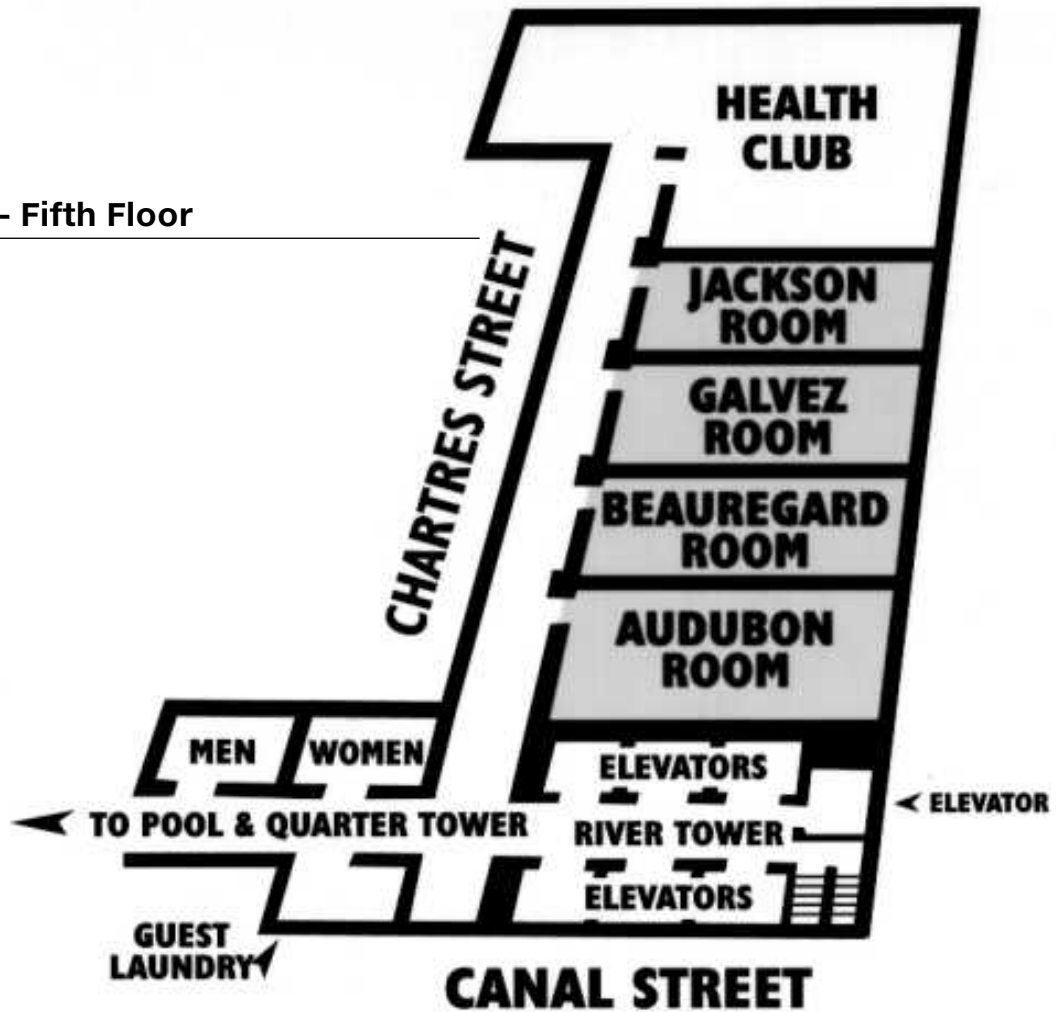 HEALTH
CLUB
- Fifth Floor
CHARTRES STREET
JACKSON
ROOM
GALVEZ
ROOM
BEAUREGARD
ROOM
AUDUBON
ROOM
MEN
WOMEN
ELEVATORS
ELEVATOR
TO POOL & QUARTER TOWER
RIVER TOWER
ELEVATORS
GUEST
LAUNDRY
CANAL STREET